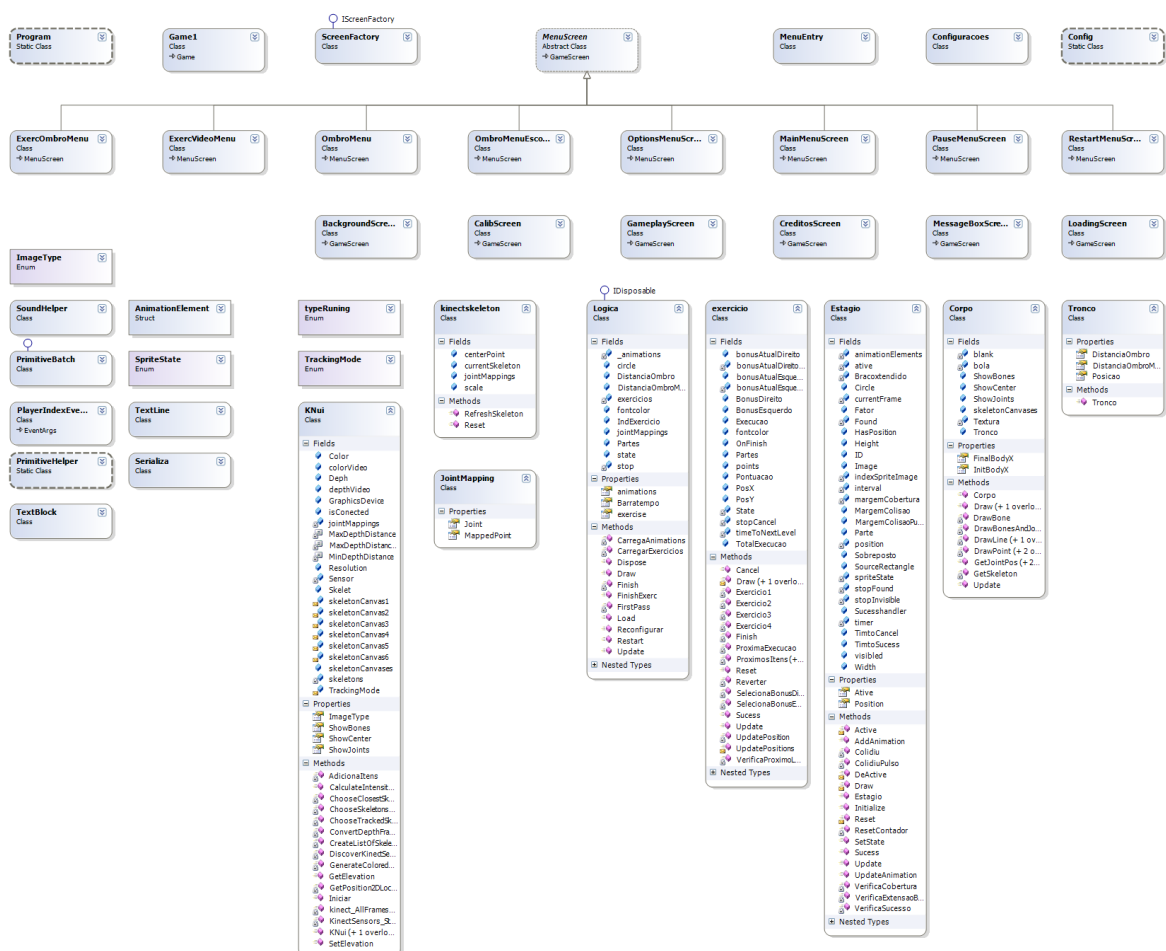 IScreenFactory
Program
Static Class
Game1
Class
Game
ScreenFactory
Class
MenuScreen
Abstract Class
GameScreen
MenuEntry
Class
Configuracoes
Class
Config
Static Class
ExercOmbroMenu
Class
MenuScreen
ExercVideoMenu
Class
MenuScreen
OmbroMenu
Class
MenuScreen
OmbroMenuEsco...
Class
MenuScreen
OptionsMenuScr...
Class
MenuScreen
MainMenuScreen
Class
MenuScreen
PauseMenuScreen
Class
MenuScreen
RestartMenuScr...
Class
MenuScreen
BackgroundScre...
Class
GameScreen
CalibScreen
Class
GameScreen
GameplayScreen
Class
GameScreen
CreditosScreen
Class
GameScreen
MessageBoxScre...
Class
GameScreen
LoadingScreen
Class
GameScreen
ImageType
Enum
SoundHelper
Class
AnimationElement
Struct
PrimitiveBatch
Class
SpriteState
Enum
PlayerIndexEve...
Class
EventArgs
TextLine
Class
PrimitiveHelper
Static Class
Serializa
Class
TextBlock
Class
typeRuning
Enum
TrackingMode
Enum
KNui
Class
Fields
Color
colorVideo
Deph
depthVideo
GraphicsDevice
isConected
jointMappings
MaxDepthDistance
MaxDepthDistanc...
MinDepthDistance
Resolution
Sensor
Skelet
skeletonCanvas1
skeletonCanvas2
skeletonCanvas3
skeletonCanvas4
skeletonCanvas5
skeletonCanvas6
skeletonCanvases
skeletons
TrackingMode
Properties
ImageType
ShowBones
ShowCenter
ShowJoints
Methods
AdicionaItens
CalculateIntensit...
ChooseClosestSk...
ChooseSkeletons...
ChooseTrackedSk...
ConvertDepthFra...
CreateListOfSkele...
DiscoverKinectSe...
GenerateColored...
GetElevation
GetPosition2DLoc...
Iniciar
kinect_AllFrames...
KinectSensors_St...
KNui (+ 1 overlo...
SetElevation
kinectskeleton
Class
Fields
centerPoint
currentSkeleton
jointMappings
scale
Methods
RefreshSkeleton
Reset
JointMapping
Class
Properties
Joint
MappedPoint
IDisposable
Logica
Class
Fields
_animations
circle
DistanciaOmbro
DistanciaOmbroM...
exercicios
fontcolor
IndExercicio
jointMappings
Partes
state
stop
Properties
animations
Barratempo
exercise
Methods
CarregaAnimations
CarregarExercicios
Dispose
Draw
Finish
FinishExerc
FirstPass
Load
Reconfigurar
Restart
Update
Nested Types
exercicio
Class
Fields
bonusAtualDireito
bonusAtualDireito...
bonusAtualEsque...
bonusAtualEsque...
BonusDireito
BonusEsquerdo
Execucao
fontcolor
OnFinish
Partes
points
Pontuacao
PosX
PosY
State
stopCancel
timeToNextLevel
TotalExecucao
Methods
Cancel
Draw (+ 1 overlo...
Exercicio1
Exercicio2
Exercicio3
Exercicio4
Finish
ProximaExecucao
ProximosItens (+...
Reset
Reverter
SelecionaBonusDi...
SelecionaBonusE...
Sucess
Update
UpdatePosition
UpdatePositions
VerificaProximoL...
Nested Types
Estagio
Class
Fields
animationElements
ative
Bracoxtendido
Circle
currentFrame
Fator
Found
HasPosition
Height
ID
Image
indexSpriteImage
interval
margemCobertura
MargemColisao
MargemColisaoPu...
Parte
position
Sobreposto
SourceRectangle
spriteState
stopFound
stopInvisible
Sucesshandler
timer
TimtoCancel
TimtoSucess
visibled
Width
Properties
Ative
Position
Methods
Active
AddAnimation
Colidiu
ColidiuPulso
DeActive
Draw
Estagio
Initialize
Reset
ResetContador
SetState
Sucess
Update
UpdateAnimation
VerificaCobertura
VerificaExtensaoB...
VerificaSucesso
Nested Types
Corpo
Class
Fields
blank
bola
ShowBones
ShowCenter
ShowJoints
skeletonCanvases
Textura
Tronco
Properties
FinalBodyX
InitBodyX
Methods
Corpo
Draw (+ 1 overlo...
DrawBone
DrawBonesAndJo...
DrawLine (+ 1 ov...
DrawPoint (+ 2 o...
GetJointPos (+ 2...
GetSkeleton
Update
Tronco
Class
Properties
DistanciaOmbro
DistanciaOmbroM...
Posicao
Methods
Tronco